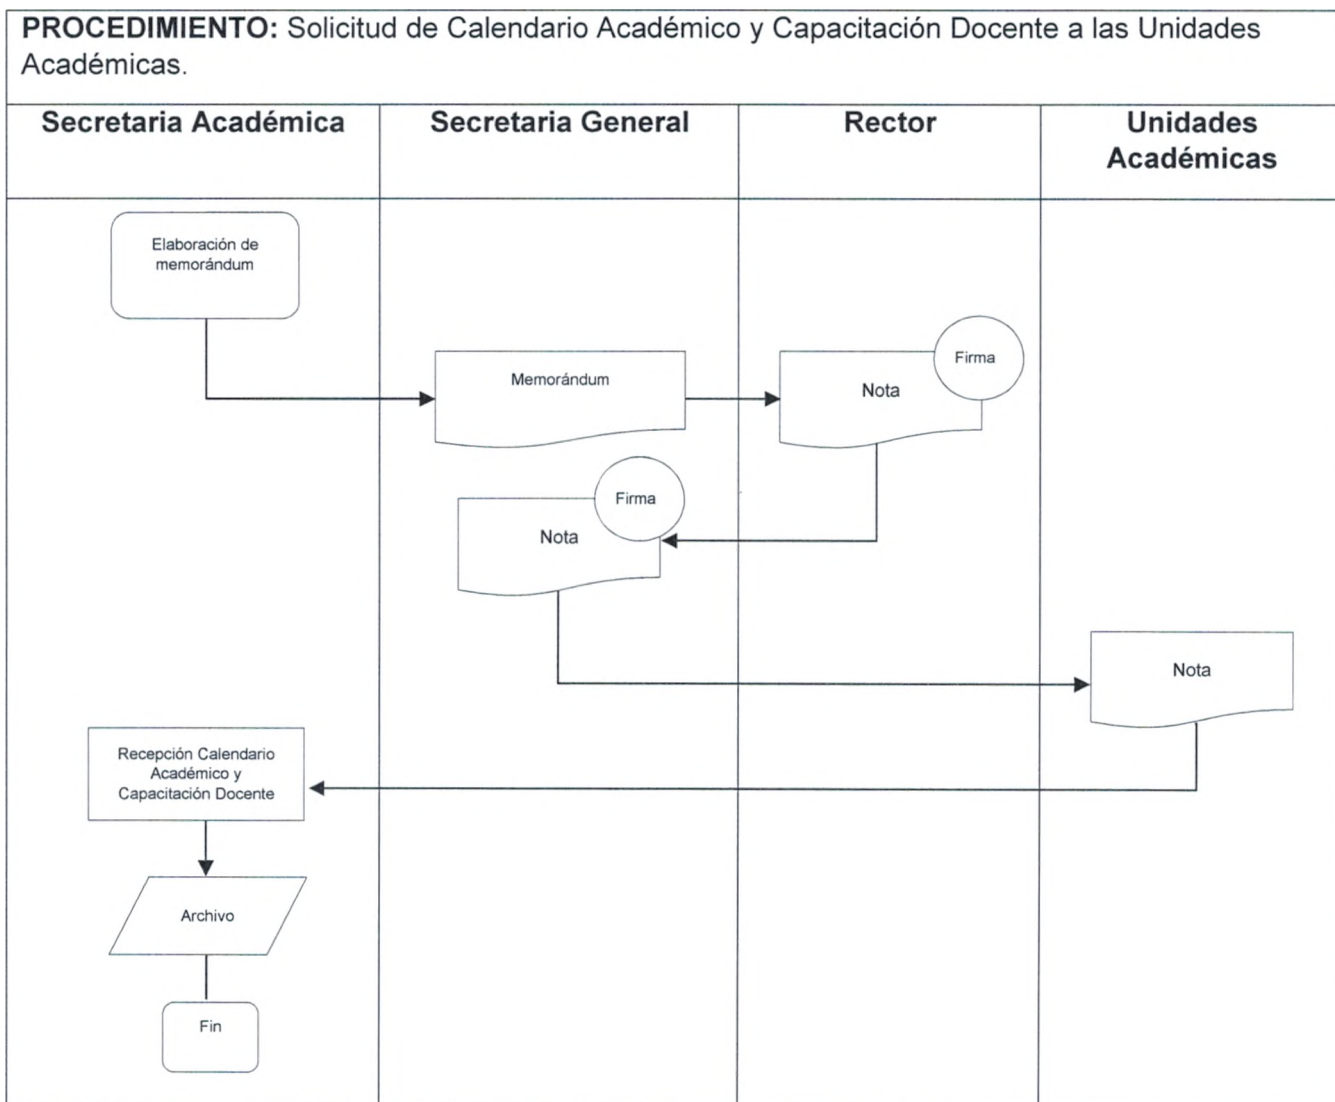 PROCEDIMIENTO: Solicitud de Calendario Académico y Capacitación Docente a las Unidades
Académicas.
Secretaria Académica
Secretaria General
Rector
Unidades
Académicas
Elaboración de
memorándum
Memorándum
Nota
Firma
Nota
Firma
Nota
Recepción Calendario
Académico y
Capacitación Docente
Archivo
Fin